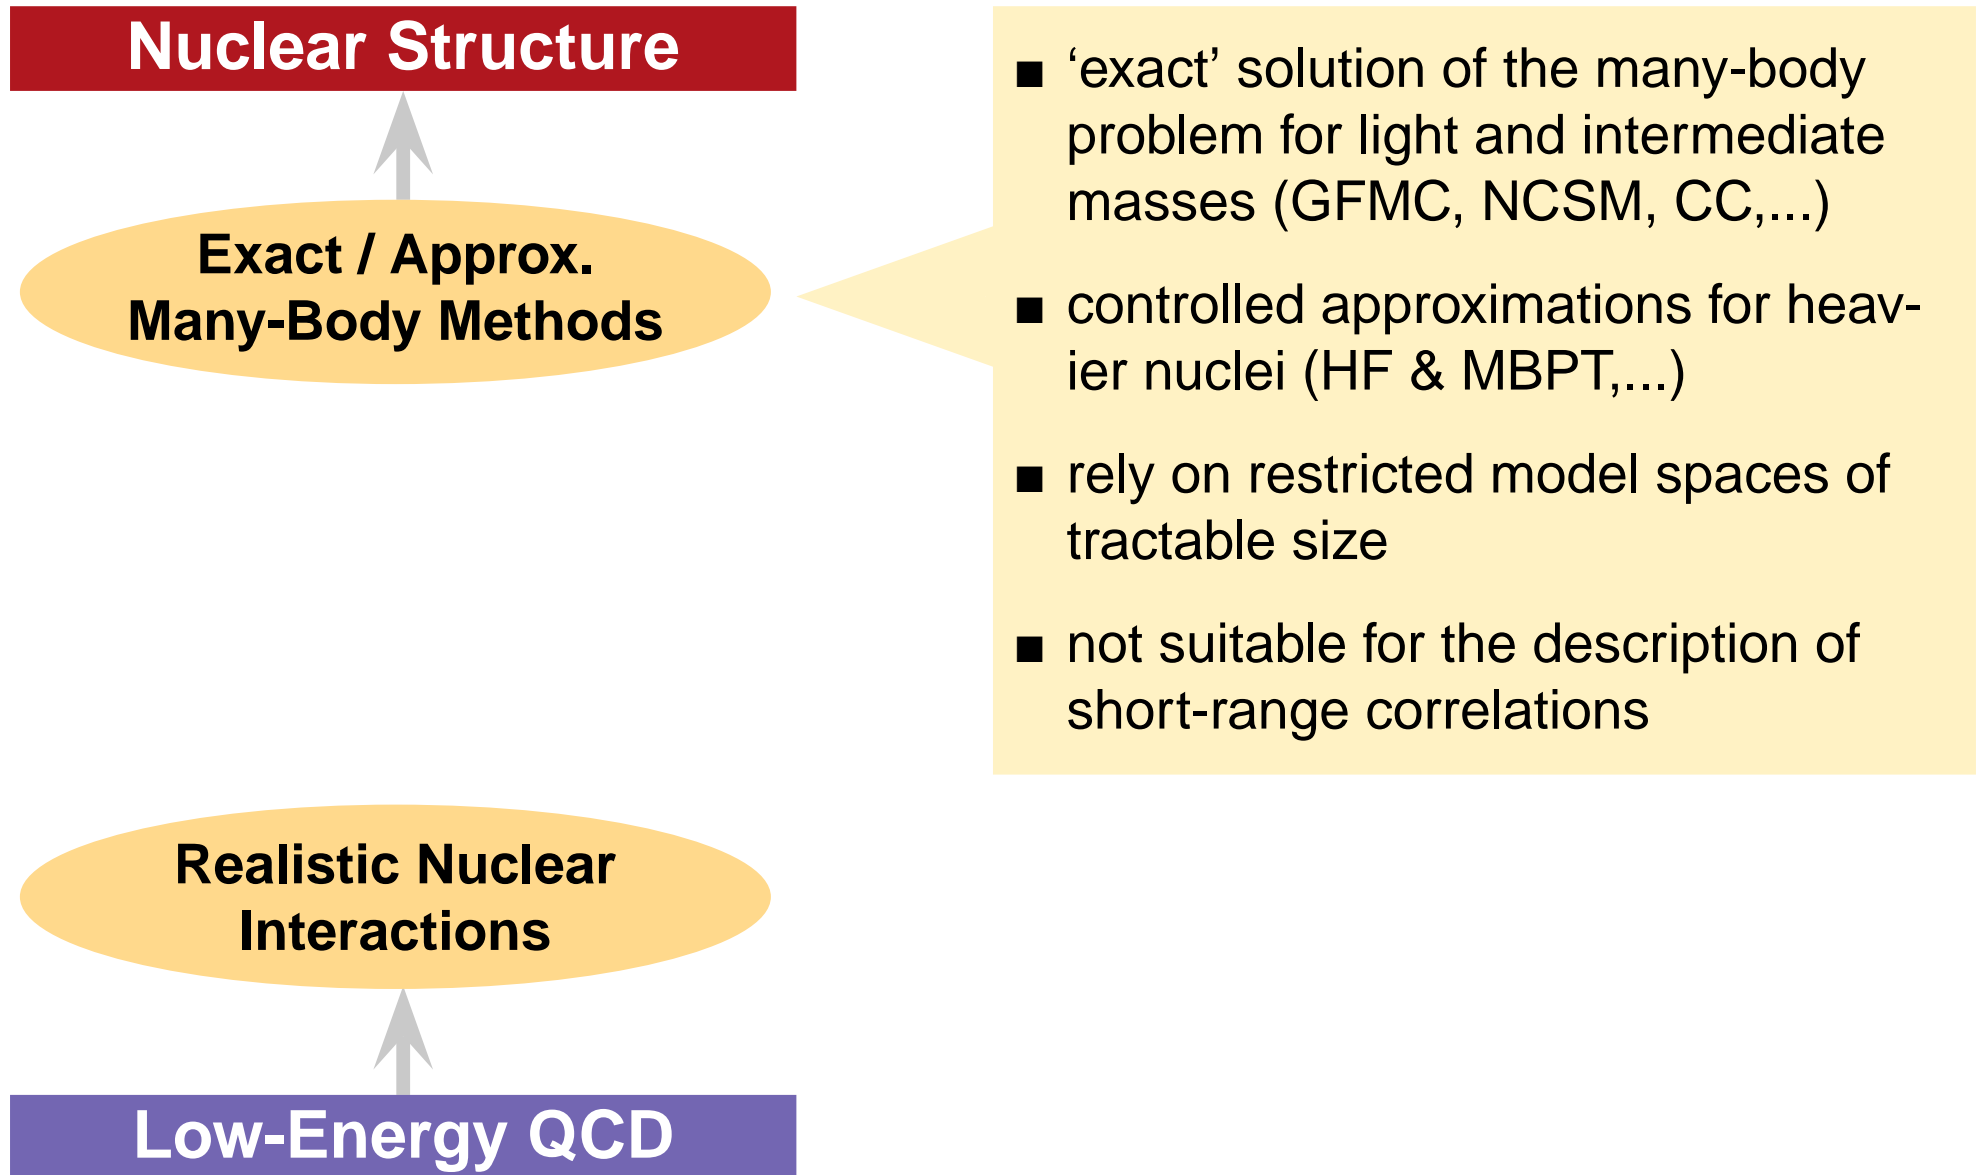 Nuclear Structure
Exact / Approx.
Many-Body Methods
■ ‘exact’ solution of the many-body
problem for light and intermediate
masses (GFMC, NCSM, CC,...)
■ controlled approximations for heav-
ier nuclei (HF & MBPT,...)
■ rely on restricted model spaces of
tractable size
■ not suitable for the description of
short-range correlations
Realistic Nuclear
Interactions
Low-Energy QCD